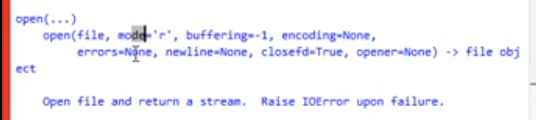 open(...)
open(file, mode='r', buffering=-1, encoding=None,
errors=None, newline=None, closefd=True, opener=None) -> file obj
ect
Open file and return a stream.  Raise IOError upon failure.